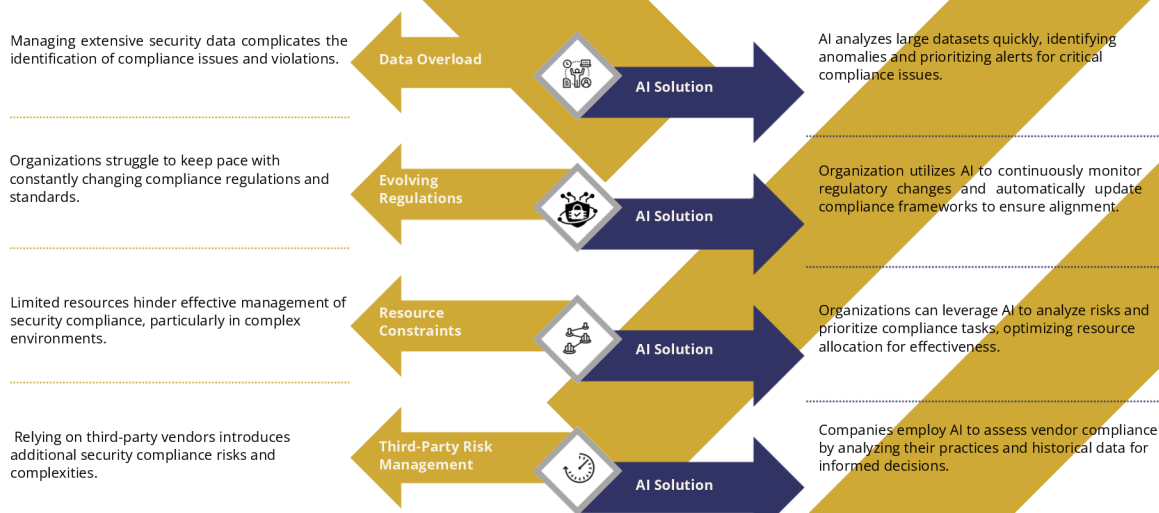 Managing extensive security data complicates the
identification of compliance issues and violations.
Data Overload
AI Solution
AI analyzes large datasets quickly, identifying
anomalies and prioritizing alerts for critical
compliance issues.
Organizations struggle to keep pace with
constantly changing compliance regulations and
standards.
Evolving
Regulations
AI Solution
Organization utilizes AI to continuously monitor
regulatory changes and automatically update
compliance frameworks to ensure alignment.
Limited resources hinder effective management of
security compliance, particularly in complex
environments.
Resource
Constraints
AI Solution
Organizations can leverage AI to analyze risks and
prioritize compliance tasks, optimizing resource
allocation for effectiveness.
Relying on third-party vendors introduces
additional security compliance risks and
complexities.
Third-Party Risk
Management
AI Solution
Companies employ AI to assess vendor compliance
by analyzing their practices and historical data for
informed decisions.